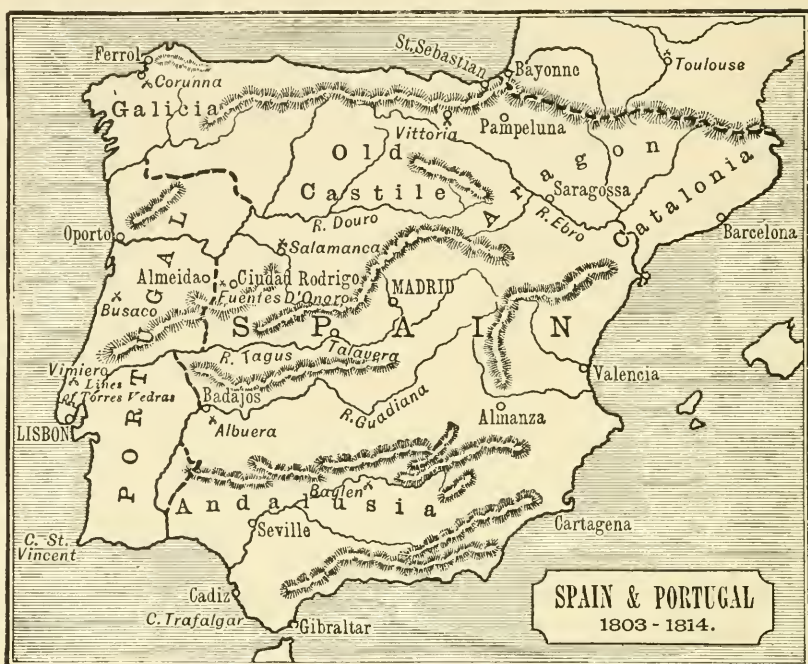 Ferrol
Corunna
Galicia
St. Sebastian
Bayonne
Toulouse
Vittoria
Pampeluna
Old
Castile
Aragon
Saragossa
Catalonia
R. Douro
R. Ebro
Barcelona
Oporto
Salamanca
Almeida
Ciudad Rodrigo
Fuentes D'Onoro
MADRID
Busaco
PORTUGAL
SPAIN
R. Tagus
Talavera
Vimiero
Lines
of Torres Vedras
LISBON
Valencia
Badajos
R. Guadiana
Albuera
Almanza
Baylen
Andadusia
Seville
Cartagena
C. St.
Vincent
Cadiz
C. Trafalgar
Gibraltar
SPAIN & PORTUGAL
1803-1814.